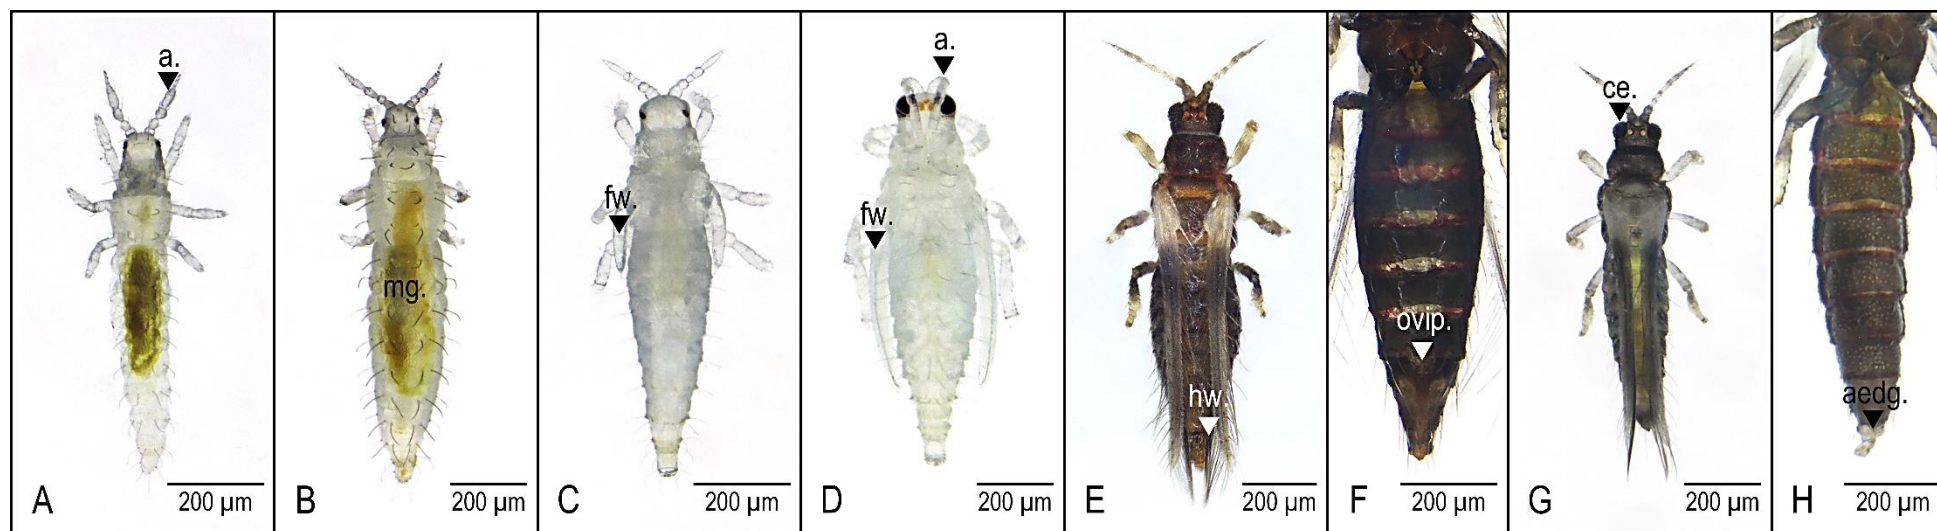 a.
A
200 µm
mg.
B
200 µm
fw.
C
200 µm
a.
fw.
D
200 µm
hw.
E
200 µm
ovip.
F
200 µm
ce.
G
200 µm
aedg.
H
200 µm